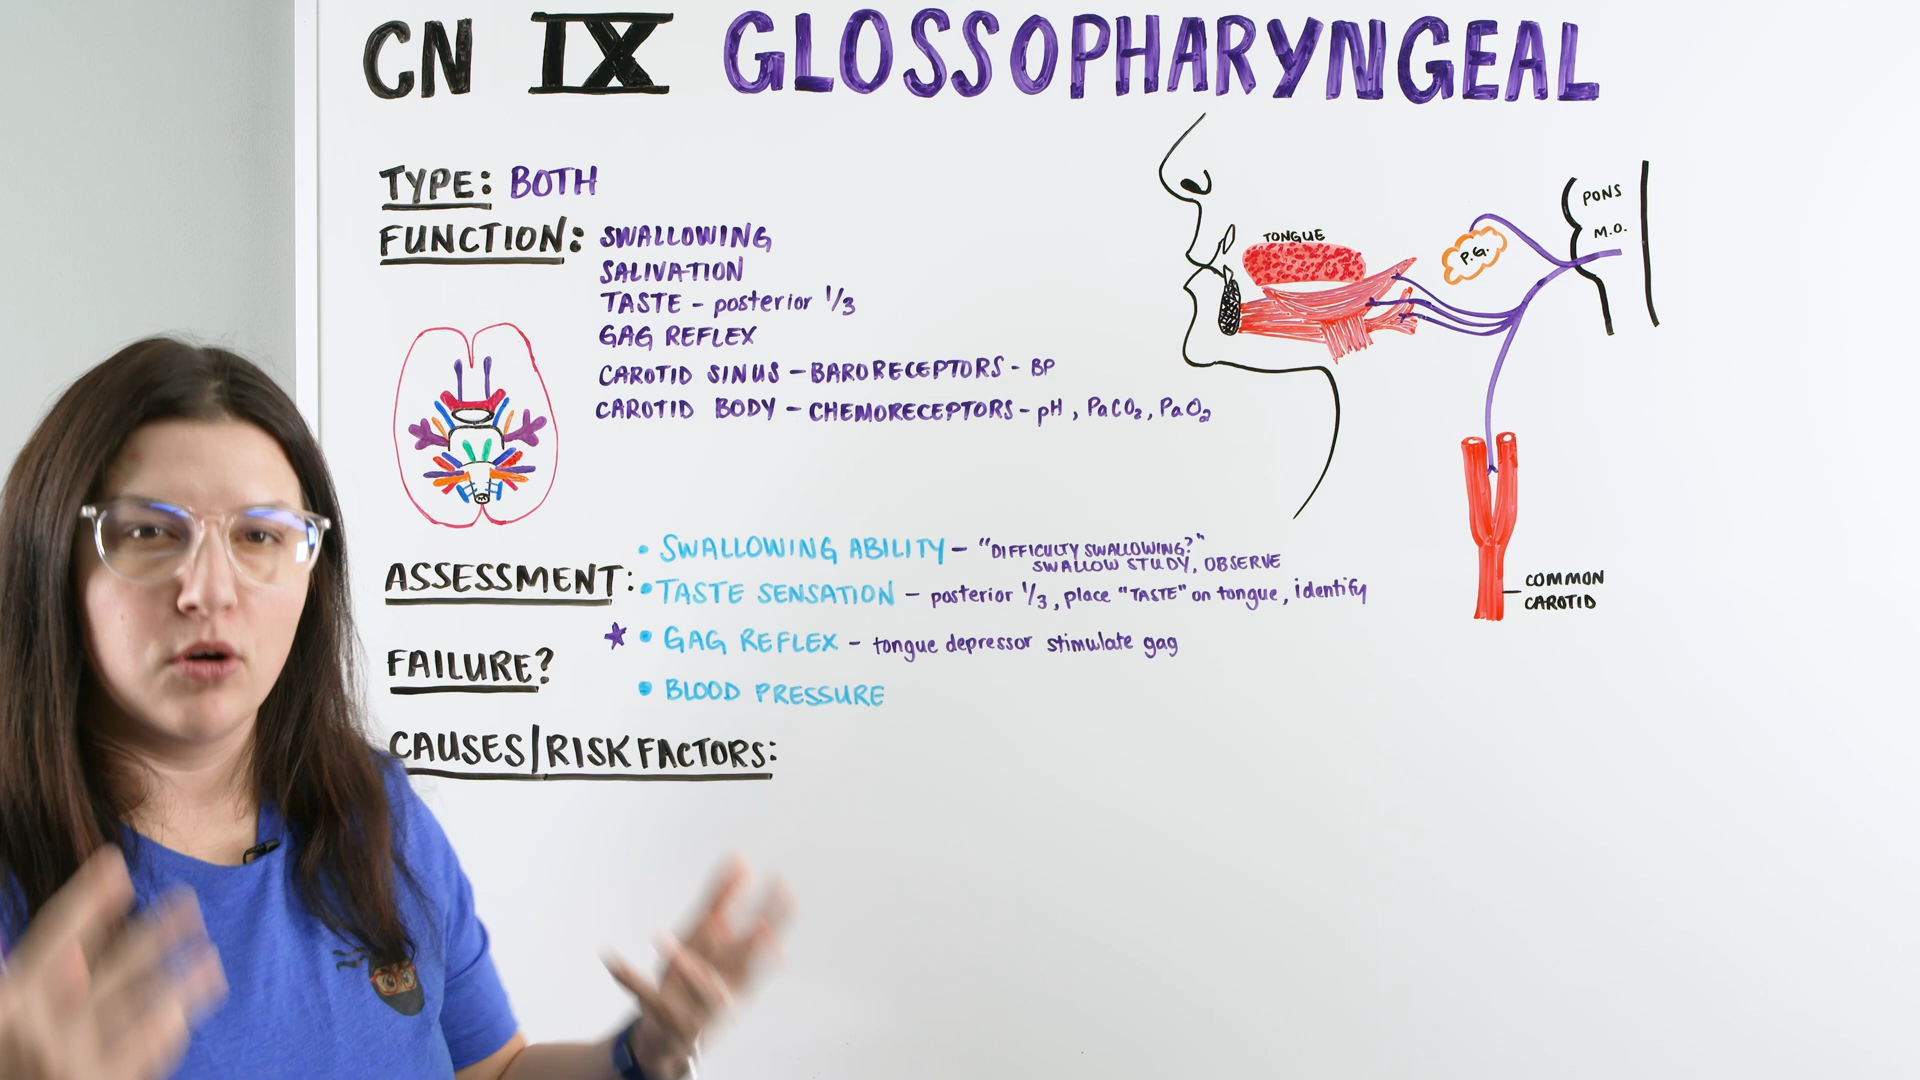 CN IX GLOSSOPHARYNGEAL
TYPE: BOTH
FUNCTION: SWALLOWING
SALIVATION
TASTE - posterior 1/3
GAG REFLEX
CAROTID SINUS - BARORECEPTORS - BP
CAROTID BODY - CHEMORECEPTORS - pH, PaCO₂, PaO₂
TONGUE
P.G.
PONS
M.O.
COMMON
CAROTID
ASSESSMENT:
• SWALLOWING ABILITY - "DIFFICULTY SWALLOWING?"
SWALLOW STUDY, OBSERVE
• TASTE SENSATION - posterior 1/3, place "TASTE" on tongue, identify
★ • GAG REFLEX - tongue depressor stimulate gag
• BLOOD PRESSURE
FAILURE?
CAUSES/RISK FACTORS: